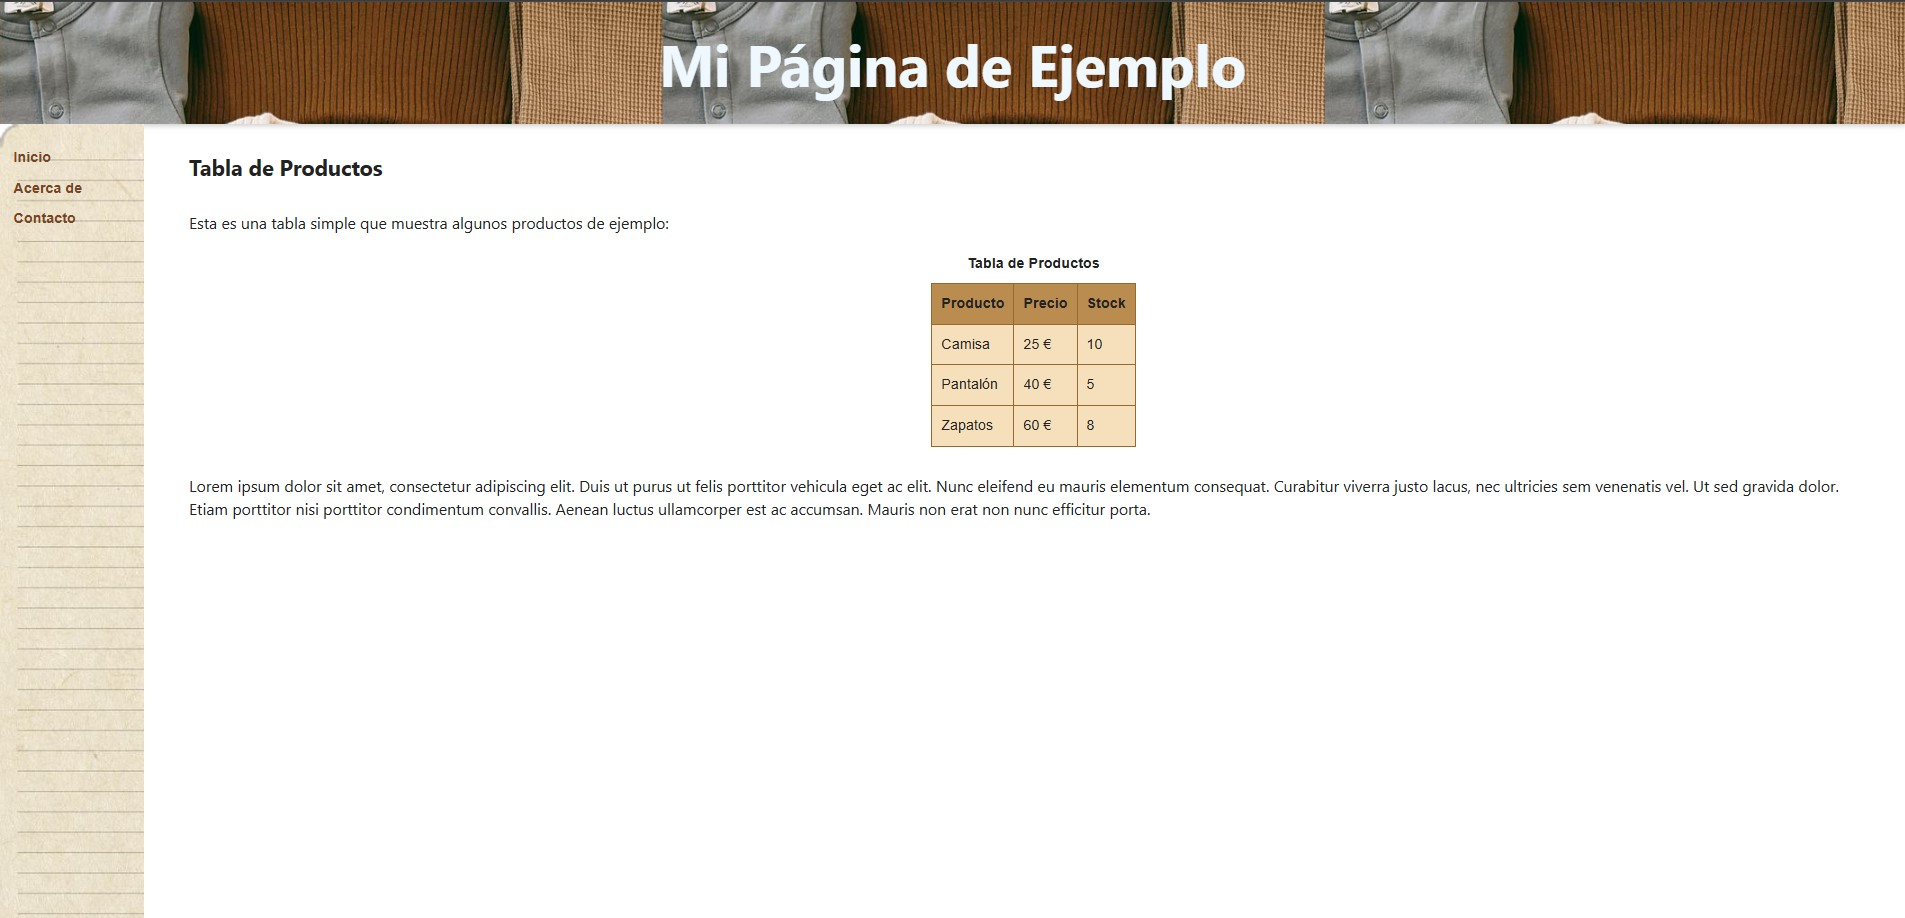 Mi Página de Ejemplo
Inicio
Acerca de
Contacto
Tabla de Productos
Esta es una tabla simple que muestra algunos productos de ejemplo:
Tabla de Productos
Producto Precio Stock
Camisa 25 € 10
Pantalón 40 € 5
Zapatos 60 € 8
Lorem ipsum dolor sit amet, consectetur adipiscing elit. Duis ut purus ut felis porttitor vehicula eget ac elit. Nunc eleifend eu mauris elementum consequat. Curabitur viverra justo lacus, nec ultricies sem venenatis vel. Ut sed gravida dolor.
Etiam porttitor nisi porttitor condimentum convallis. Aenean luctus ullamcorper est ac accumsan. Mauris non erat non nunc efficitur porta.